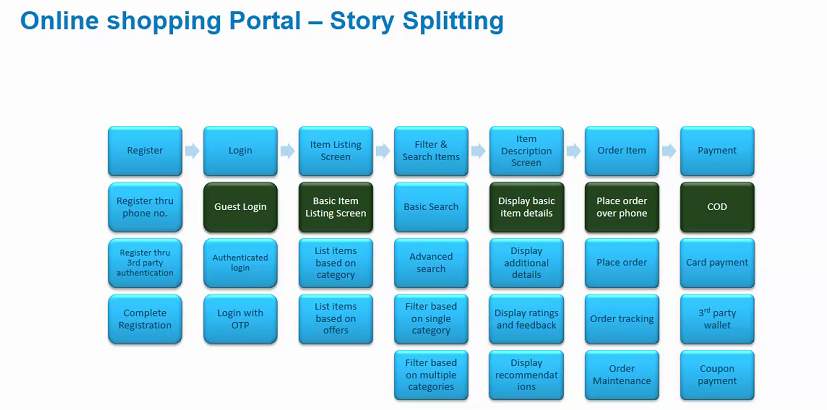 Online shopping Portal – Story Splitting
Register
Login
Item Listing
Screen
Filter &
Search Items
Item
Description
Screen
Order Item
Payment
Register thru
phone no.
Guest Login
Basic Item
Listing Screen
Basic Search
Display basic
item details
Place order
over phone
COD
Register thru
3rd party
authentication
Authenticated
login
List items
based on
category
Advanced
search
Display
additional
details
Place order
Card payment
Complete
Registration
Login with
OTP
List items
based on
offers
Filter based
on single
category
Display ratings
and feedback
Order tracking
3rd party
wallet
Filter based
on multiple
categories
Display
recommendat
ions
Order
Maintenance
Coupon
payment